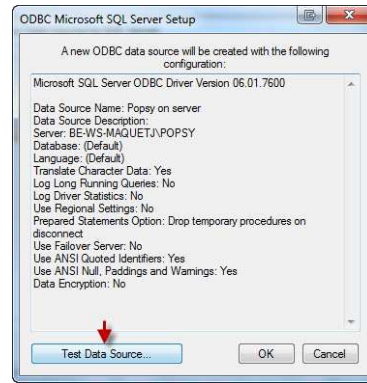 ODBC Microsoft SQL Server Setup
A new ODBC data source will be created with the following
configuration:
Microsoft SQL Server ODBC Driver Version 06.01.7600
Data Source Name: Popsy on server
Data Source Description:
Server: BE-WS-MAQUETJ\POPSY
Database: (Default)
Language: (Default)
Translate Character Data: Yes
Log Long Running Queries: No
Log Driver Statistics: No
Use Regional Settings: No
Prepared Statements Option: Drop temporary procedures on
disconnect
Use Failover Server: No
Use ANSI Quoted Identifiers: Yes
Use ANSI Null, Paddings and Warnings: Yes
Data Encryption: No
Test Data Source...
OK
Cancel